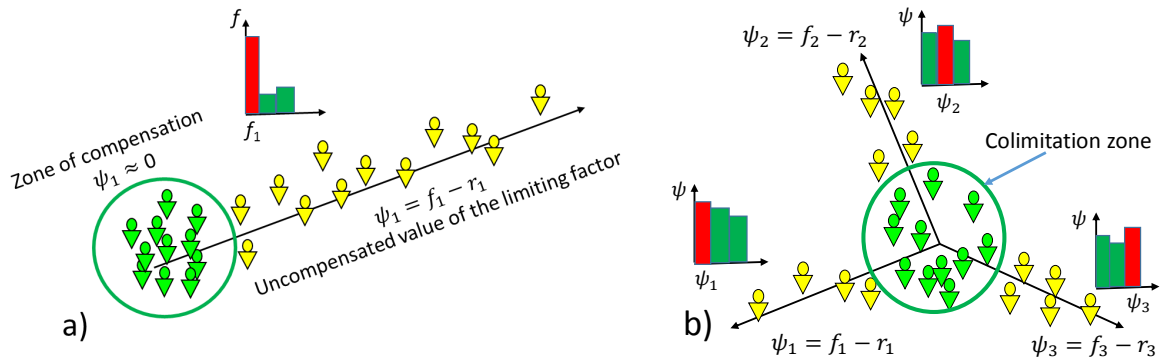 f
f₁
Zone of compensation
ψ₁ ≈ 0
ψ₁ = f₁ − r₁
Uncompensated value of the limiting factor
a)
ψ₂ = f₂ − r₂
ψ
ψ₂
Colimitation zone
ψ
ψ₁
ψ
ψ₃
b)
ψ₁ = f₁ − r₁
ψ₃ = f₃ − r₃